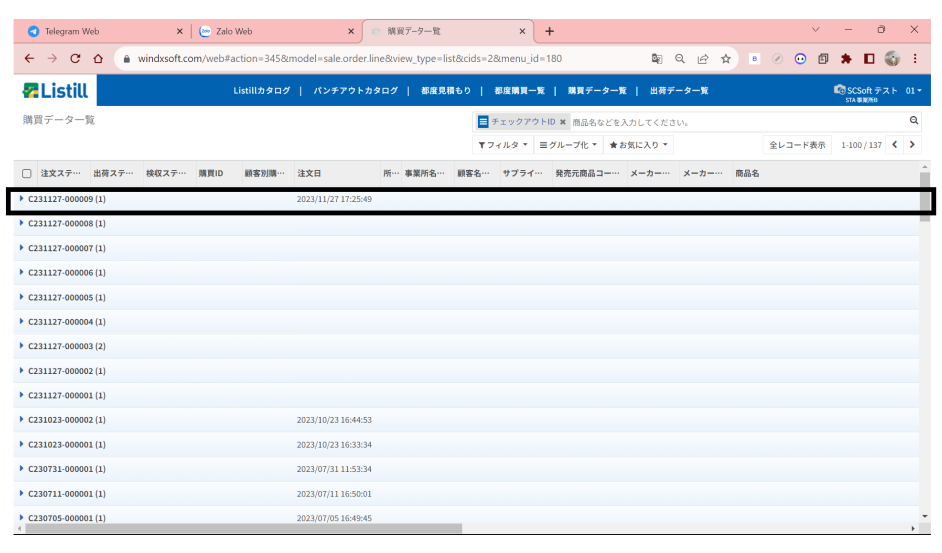 Telegram Web
Zalo Web
購買データ一覧
windxsoft.com/web#action=345&model=sale.order.line&view_type=list&cids=2&menu_id=180
Listill
Listillカタログ | パンチアウトカタログ | 都度見積もり | 都度購買一覧 | 購買データ一覧 | 出荷データ一覧
SCSoft テスト 01
STA 事業所B
購買データ一覧
チェックアウトID × 商品名などを入力してください。
フィルタ グループ化 お気に入り 全レコード表示 1-100 / 137
注文ステ… 出荷ステ… 検収ステ… 購買ID 顧客別購… 注文日 所… 事業所名… 顧客名… サプライ… 発売元商品コー… メーカー… メーカー… 商品名
C231127-000009 (1) 2023/11/27 17:25:49
C231127-000008 (1)
C231127-000007 (1)
C231127-000006 (1)
C231127-000005 (1)
C231127-000004 (1)
C231127-000003 (2)
C231127-000002 (1)
C231127-000001 (1)
C231023-000002 (1) 2023/10/23 16:44:53
C231023-000001 (1) 2023/10/23 16:33:34
C230731-000001 (1) 2023/07/31 11:53:34
C230711-000001 (1) 2023/07/11 16:50:01
C230705-000001 (1) 2023/07/05 16:49:45